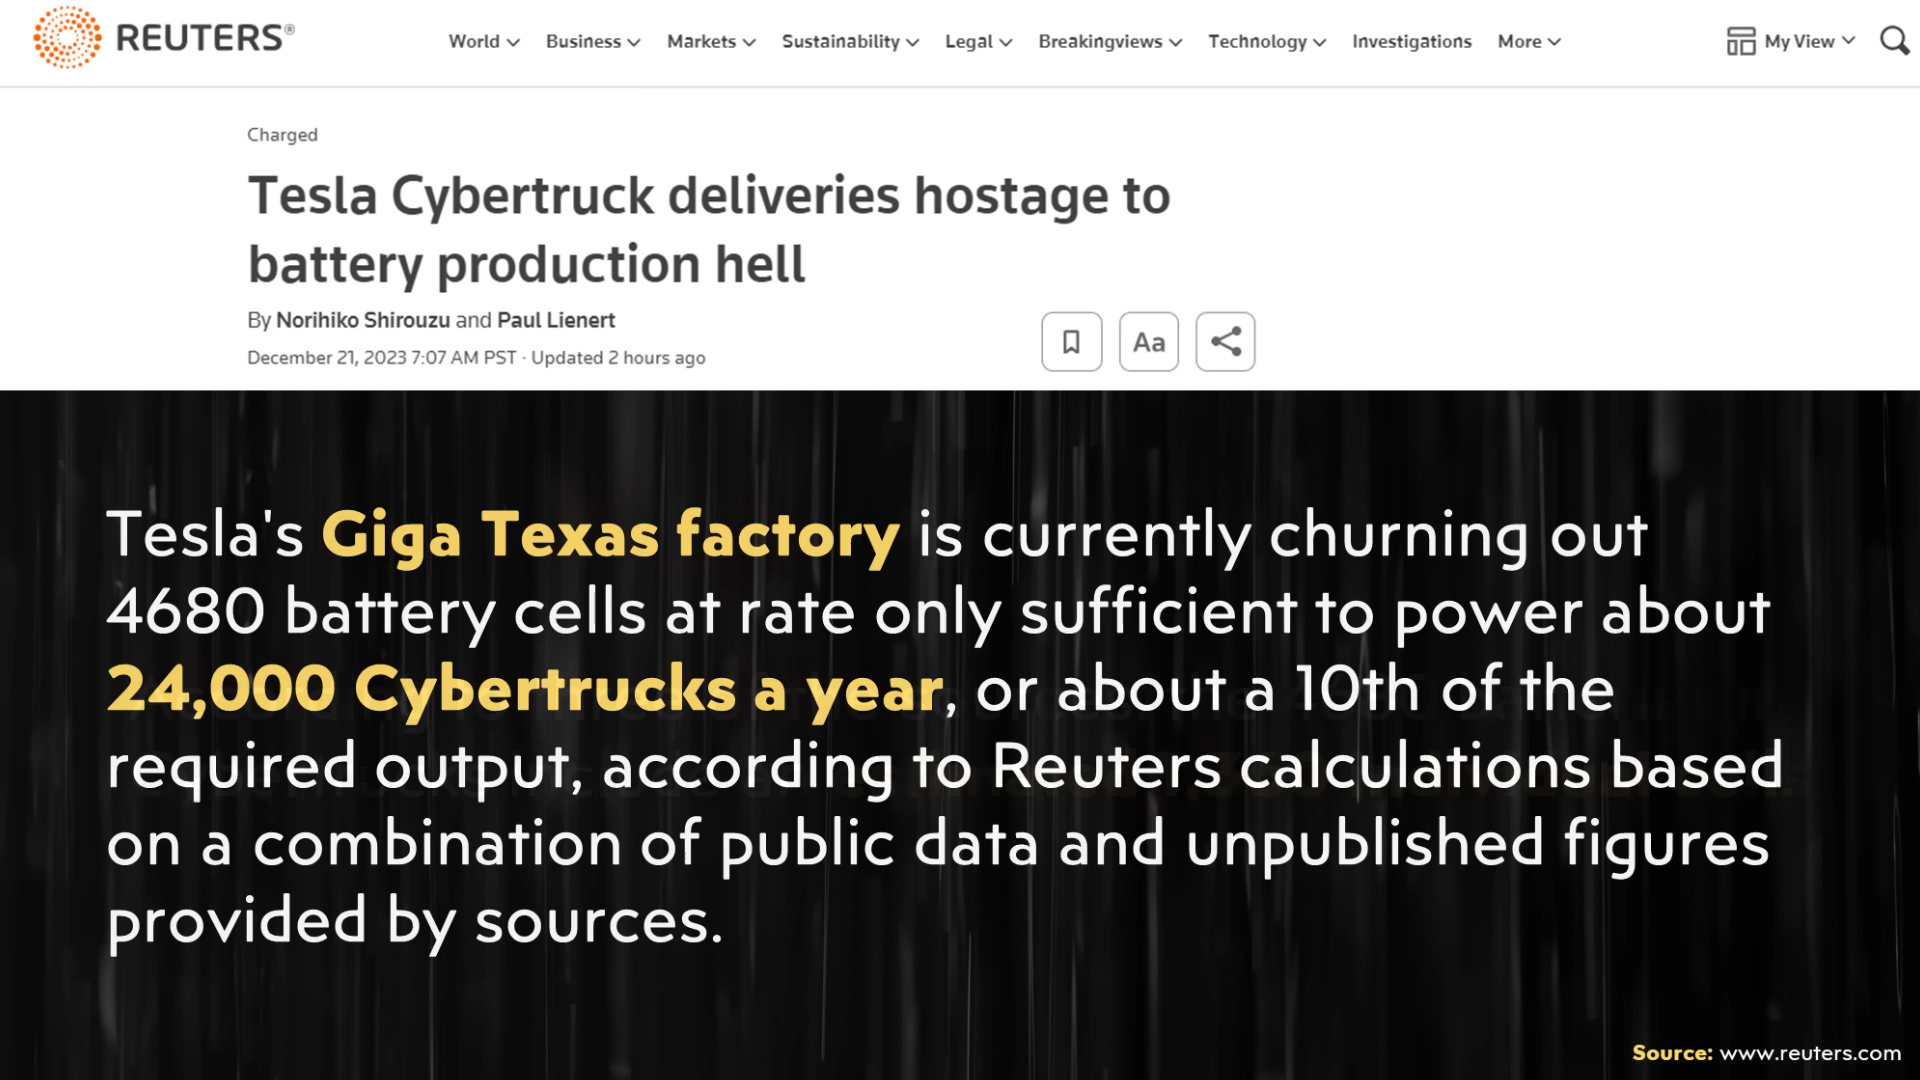 REUTERS®
World Business Markets Sustainability Legal Breakingviews Technology Investigations More My View
Charged
Tesla Cybertruck deliveries hostage to
battery production hell
By Norihiko Shirouzu and Paul Lienert
December 21, 2023 7:07 AM PST · Updated 2 hours ago
Aa
Tesla's Giga Texas factory is currently churning out
4680 battery cells at rate only sufficient to power about
24,000 Cybertrucks a year, or about a 10th of the
required output, according to Reuters calculations based
on a combination of public data and unpublished figures
provided by sources.
Source: www.reuters.com